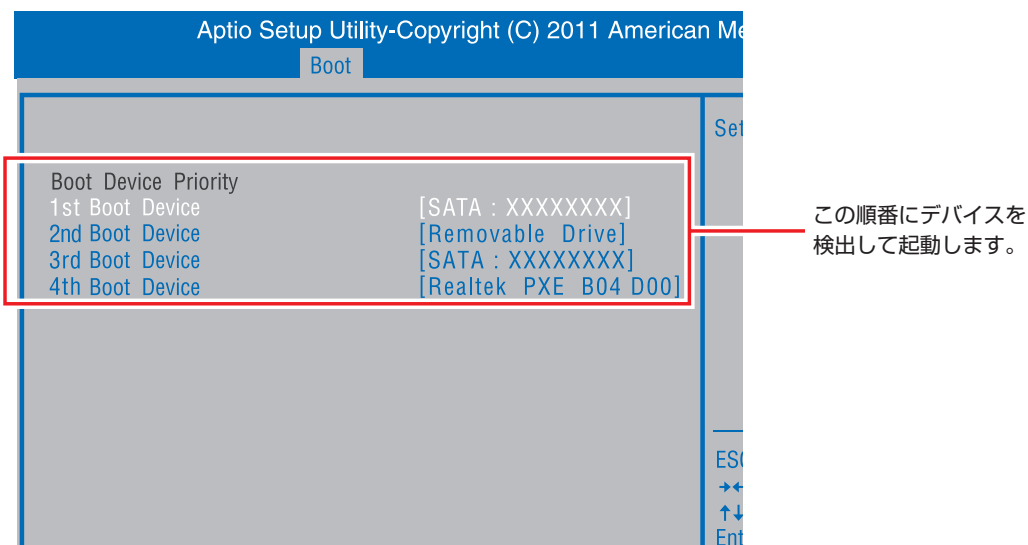 Aptio Setup Utility-Copyright (C) 2011 American Me
Boot
Set
Boot Device Priority
1st Boot Device [SATA : XXXXXXXX]
2nd Boot Device [Removable Drive]
3rd Boot Device [SATA : XXXXXXXX]
4th Boot Device [Realtek PXE B04 D00]
この順番にデバイスを
検出して起動します。
ESC
→←
↑↓
Ent